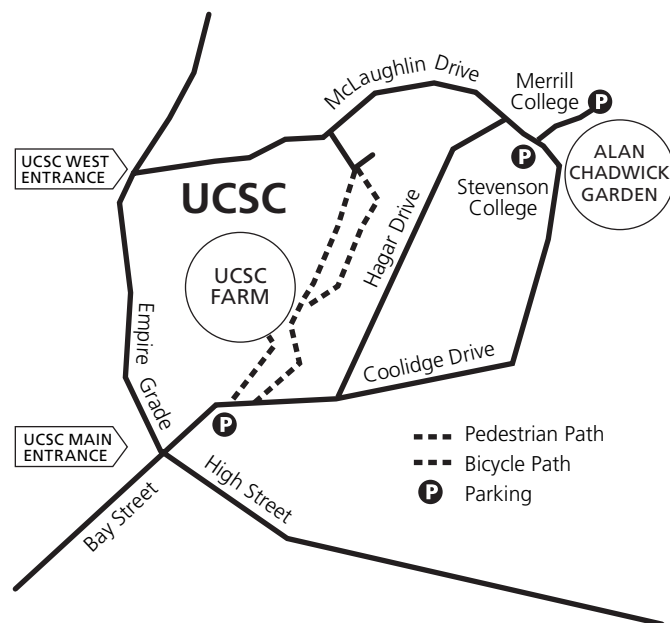 McLaughlin Drive
Merrill
College
P
UCSC WEST
ENTRANCE
P
ALAN
CHADWICK
GARDEN
UCSC
Stevenson
College
Hagar Drive
UCSC
FARM
Empire Grade
Coolidge Drive
P
UCSC MAIN
ENTRANCE
Pedestrian Path
Bicycle Path
P Parking
High Street
Bay Street